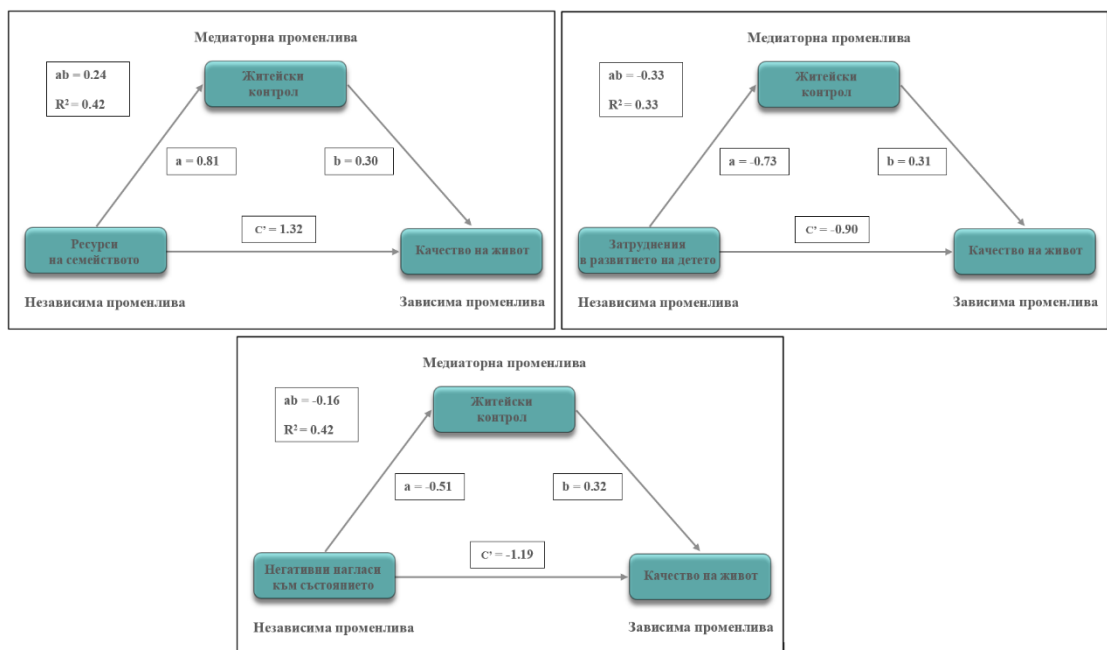 Медиаторна променлива
ab = 0.24
R² = 0.42
Житейски
контрол
a = 0.81
b = 0.30
C’ = 1.32
Ресурси
на семейството
Качество на живот
Независима променлива
Зависима променлива
Медиаторна променлива
ab = -0.33
R² = 0.33
Житейски
контрол
a = -0.73
b = 0.31
C’ = -0.90
Затруднения
в развитието на детето
Качество на живот
Независима променлива
Зависима променлива
Медиаторна променлива
ab = -0.16
R² = 0.42
Житейски
контрол
a = -0.51
b = 0.32
C’ = -1.19
Негативни нагласи
към състоянието
Качество на живот
Независима променлива
Зависима променлива